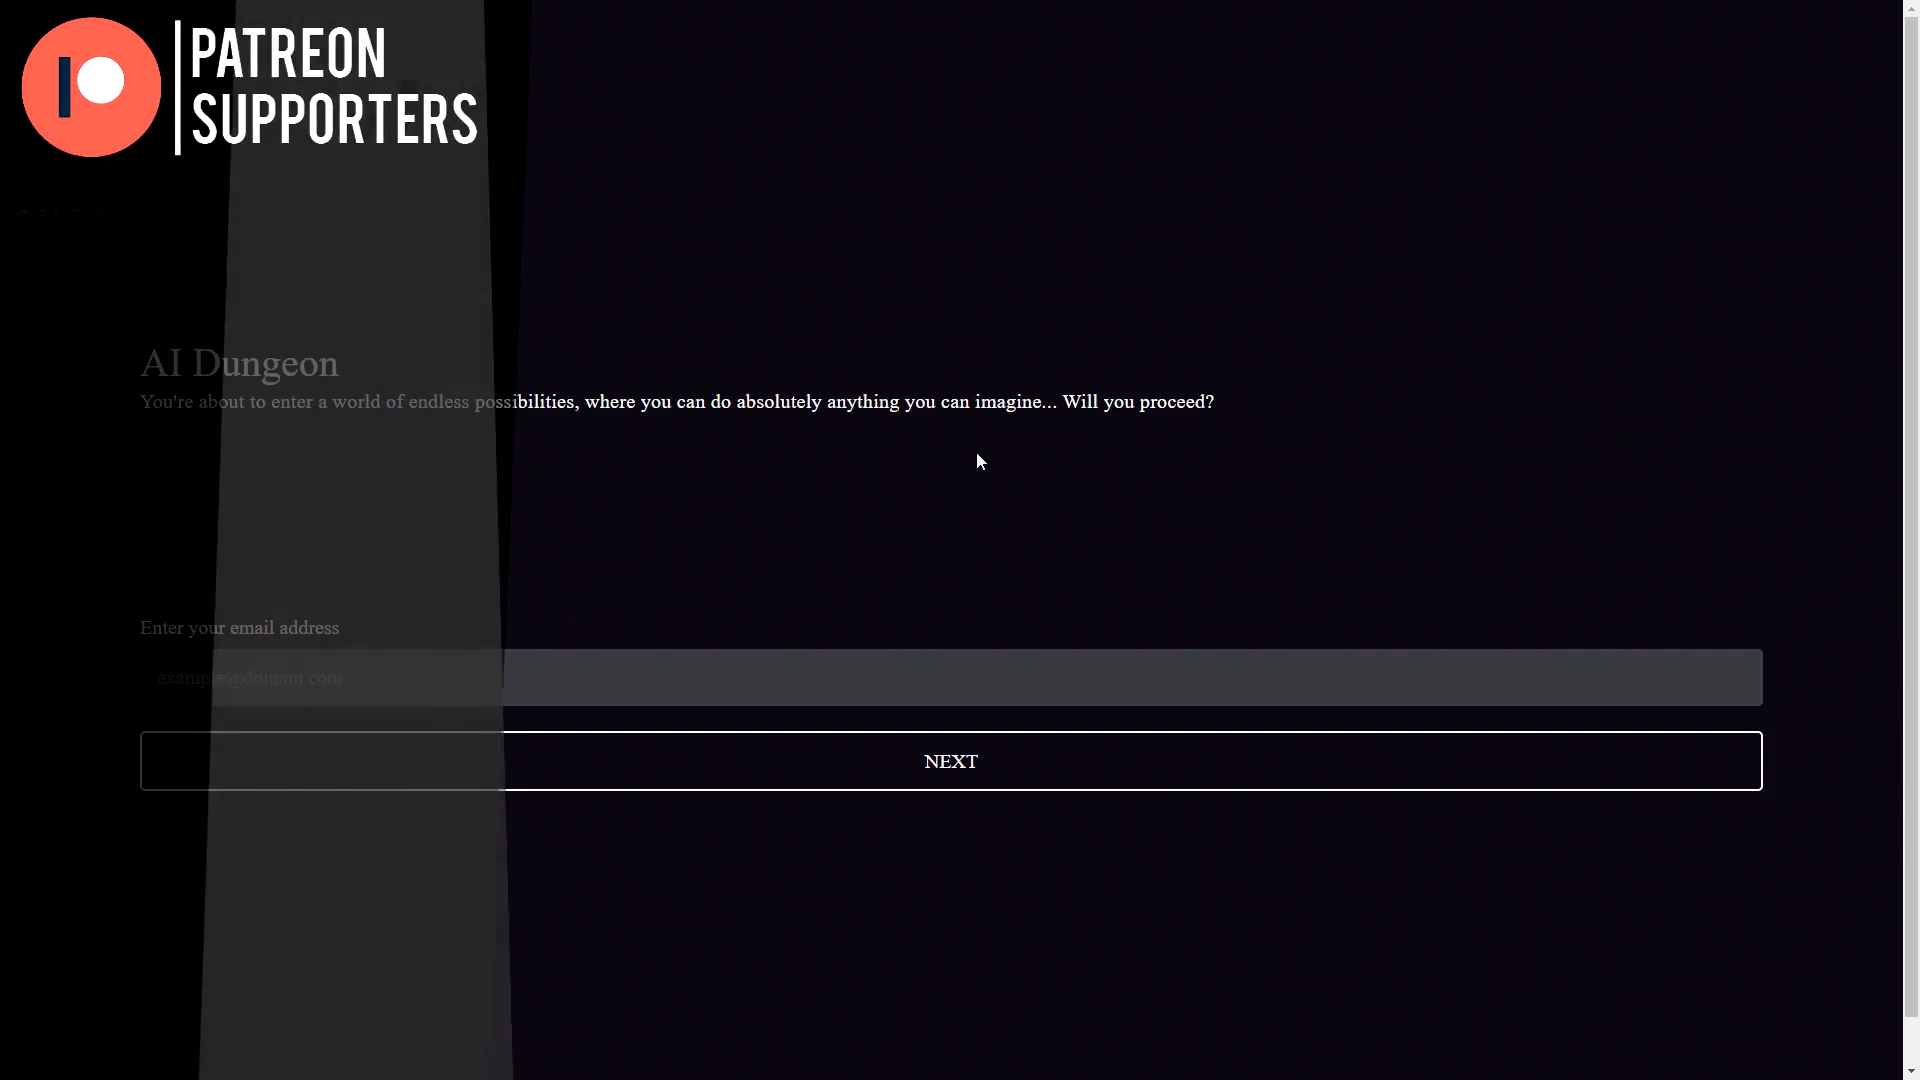 PATREON
SUPPORTERS
AI Dungeon
You're about to enter a world of endless possibilities, where you can do absolutely anything you can imagine... Will you proceed?
Enter your email address
example@domain.com
NEXT